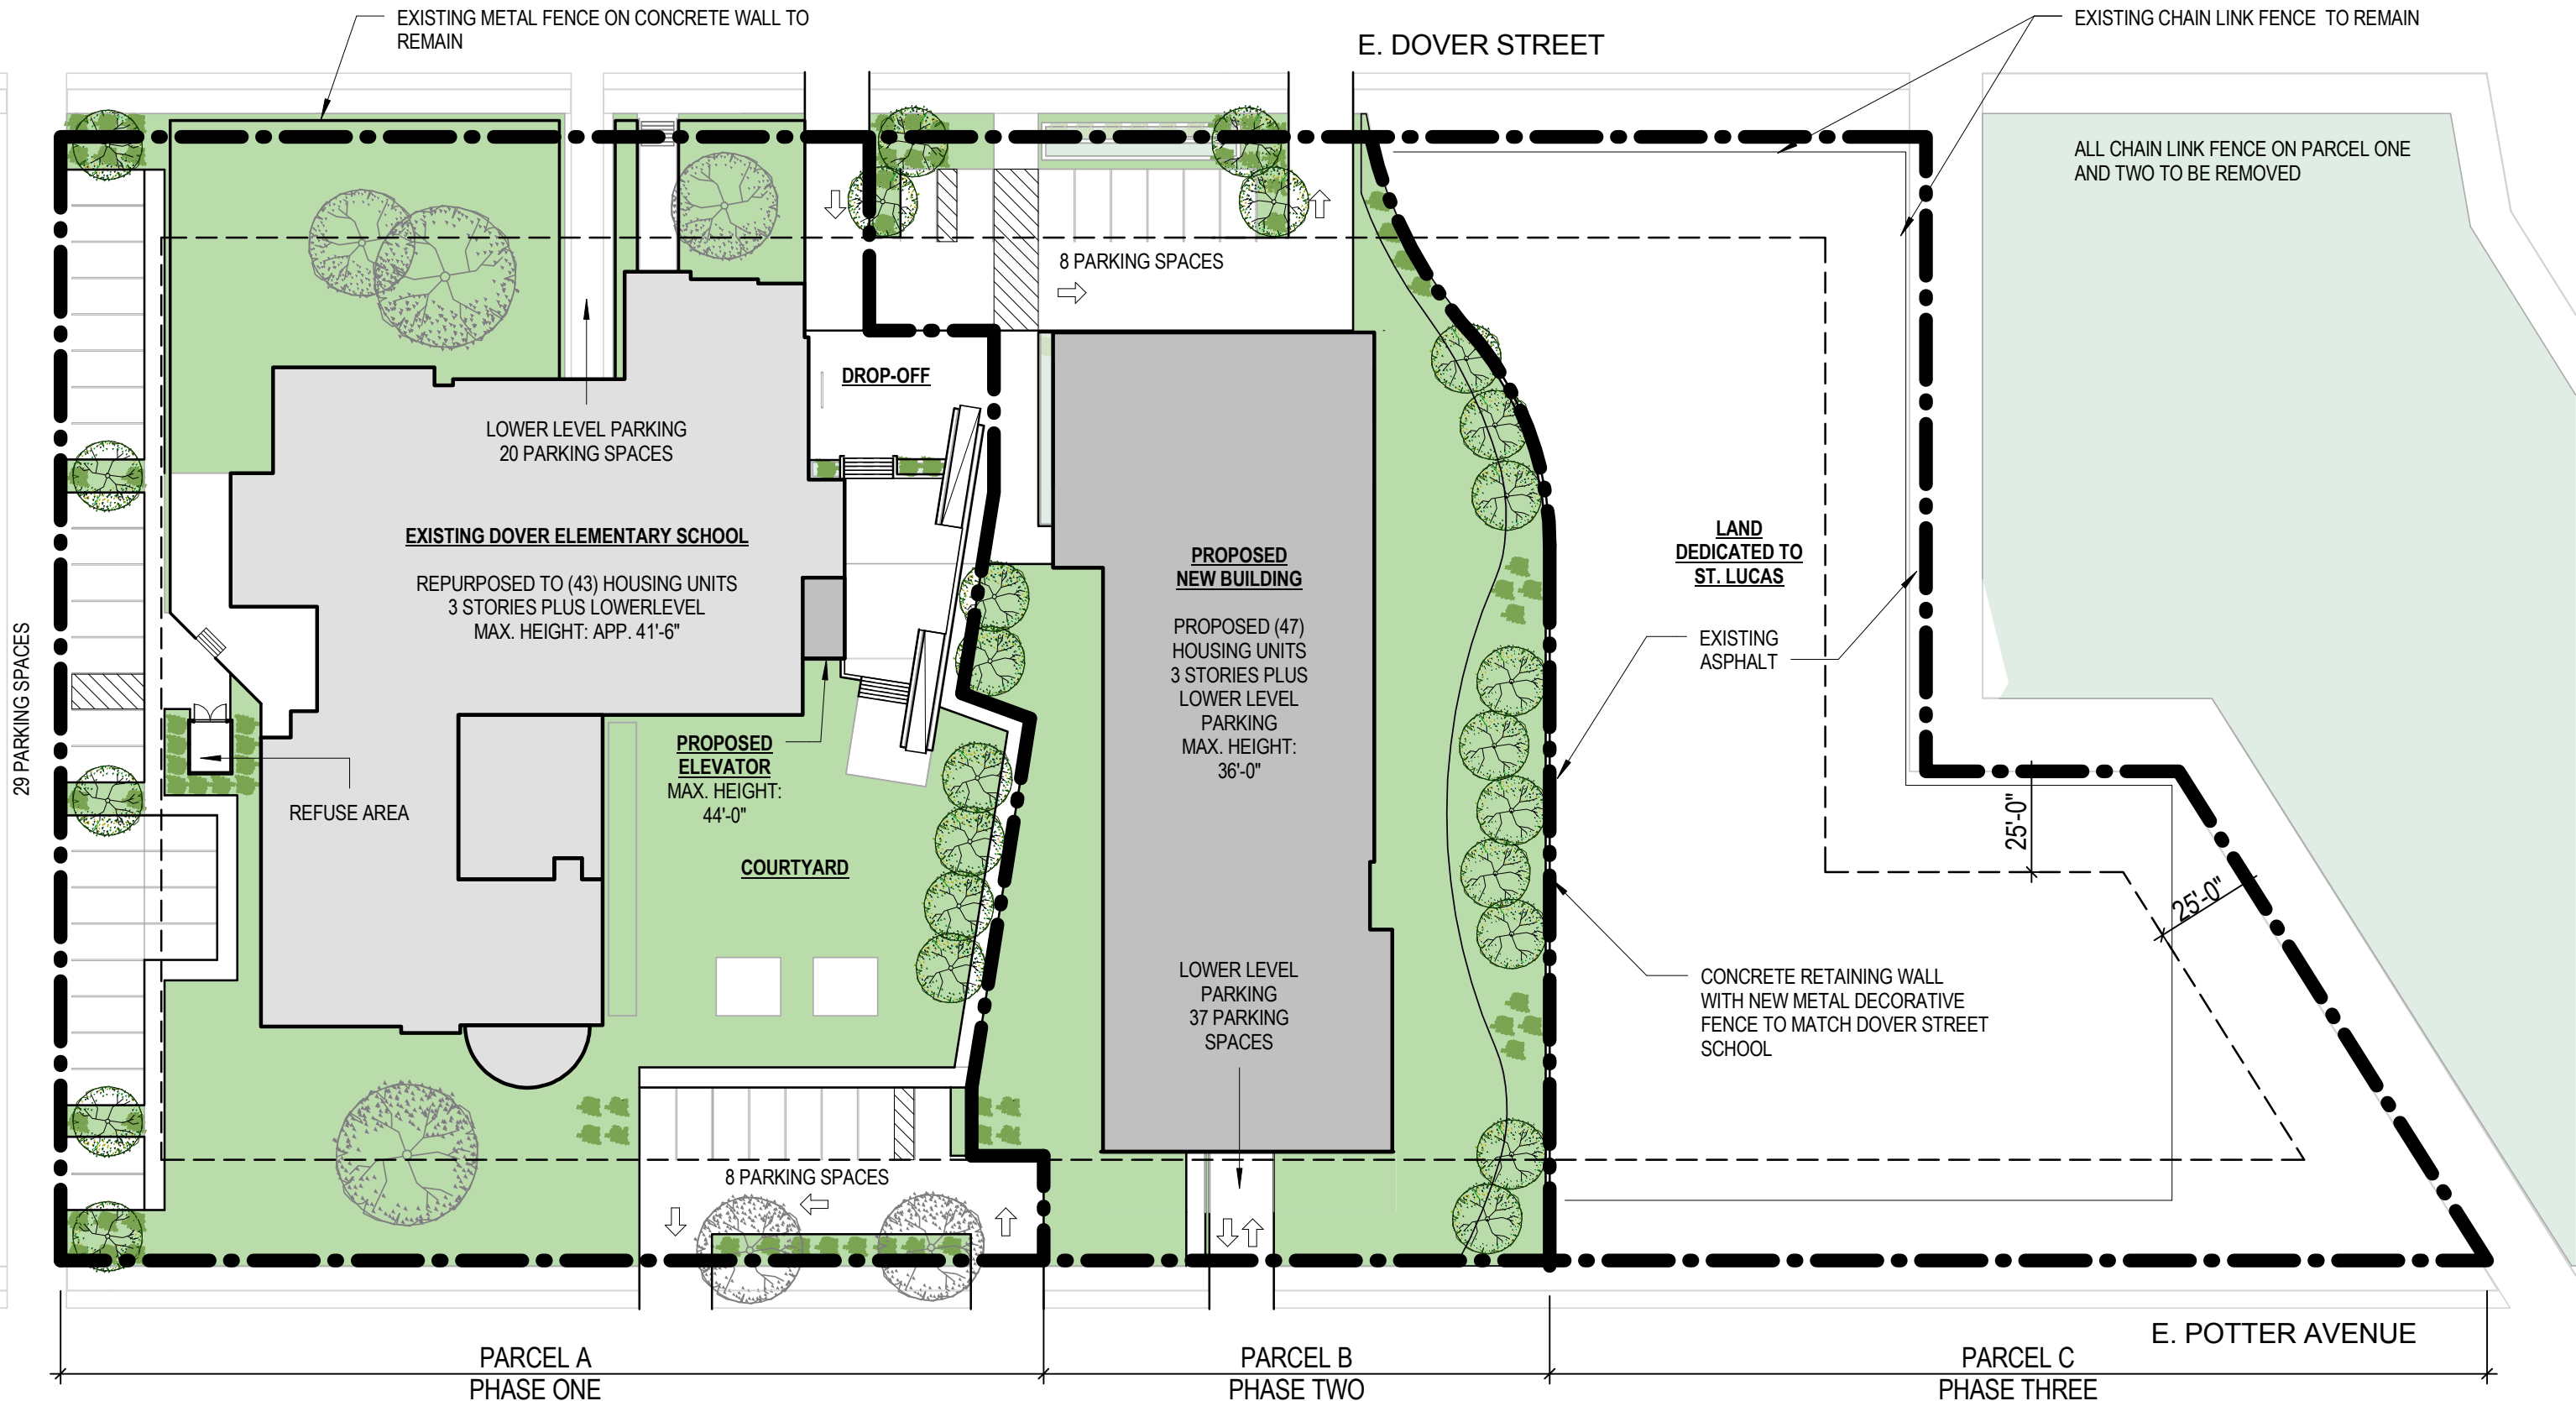 EXISTING METAL FENCE ON CONCRETE WALL TO
REMAIN
E. DOVER STREET
EXISTING CHAIN LINK FENCE TO REMAIN
ALL CHAIN LINK FENCE ON PARCEL ONE
AND TWO TO BE REMOVED
8 PARKING SPACES
DROP-OFF
LOWER LEVEL PARKING
20 PARKING SPACES
EXISTING DOVER ELEMENTARY SCHOOL
REPURPOSED TO (43) HOUSING UNITS
3 STORIES PLUS LOWERLEVEL
MAX. HEIGHT: APP. 41'-6"
PROPOSED
NEW BUILDING
PROPOSED (47)
HOUSING UNITS
3 STORIES PLUS
LOWER LEVEL
PARKING
MAX. HEIGHT:
36'-0"
LAND
DEDICATED TO
ST. LUCAS
EXISTING
ASPHALT
29 PARKING SPACES
REFUSE AREA
PROPOSED
ELEVATOR
MAX. HEIGHT:
44'-0"
COURTYARD
25'-0"
25'-0"
LOWER LEVEL
PARKING
37 PARKING
SPACES
CONCRETE RETAINING WALL
WITH NEW METAL DECORATIVE
FENCE TO MATCH DOVER STREET
SCHOOL
8 PARKING SPACES
E. POTTER AVENUE
PARCEL A
PHASE ONE
PARCEL B
PHASE TWO
PARCEL C
PHASE THREE